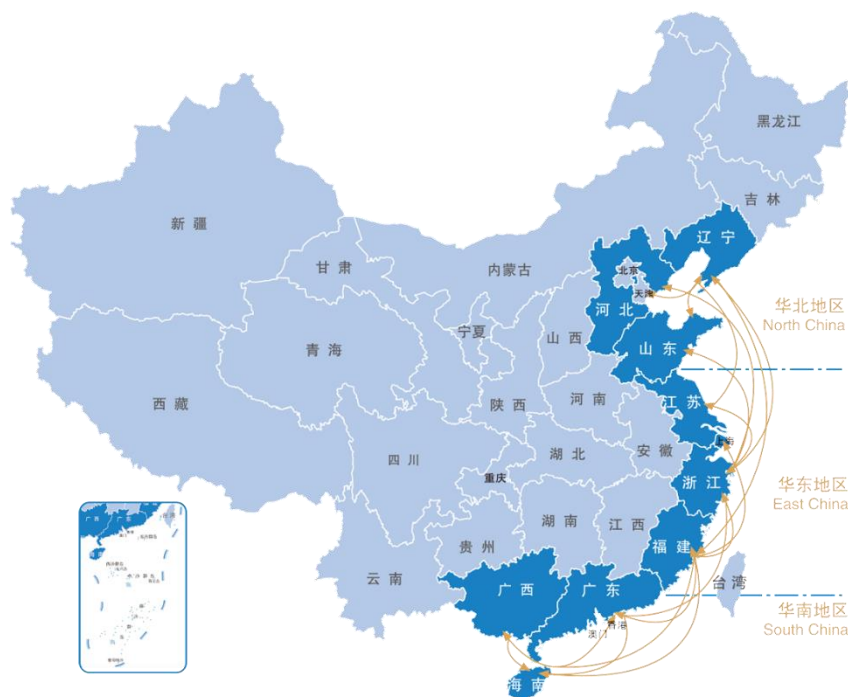 黑龙江
吉 林
辽 宁
新 疆
甘 肃
内蒙古
北京
天津
河 北
华北地区
North China
宁夏
山 西
山 东
青 海
西 藏
陕 西
河 南
江 苏
上海
安 徽
四 川
湖 北
重庆
浙 江
华东地区
East China
湖 南
江 西
贵 州
福 建
云 南
广 西
广 东
台 湾
香港
澳门
华南地区
South China
海 南
广 西
广 东